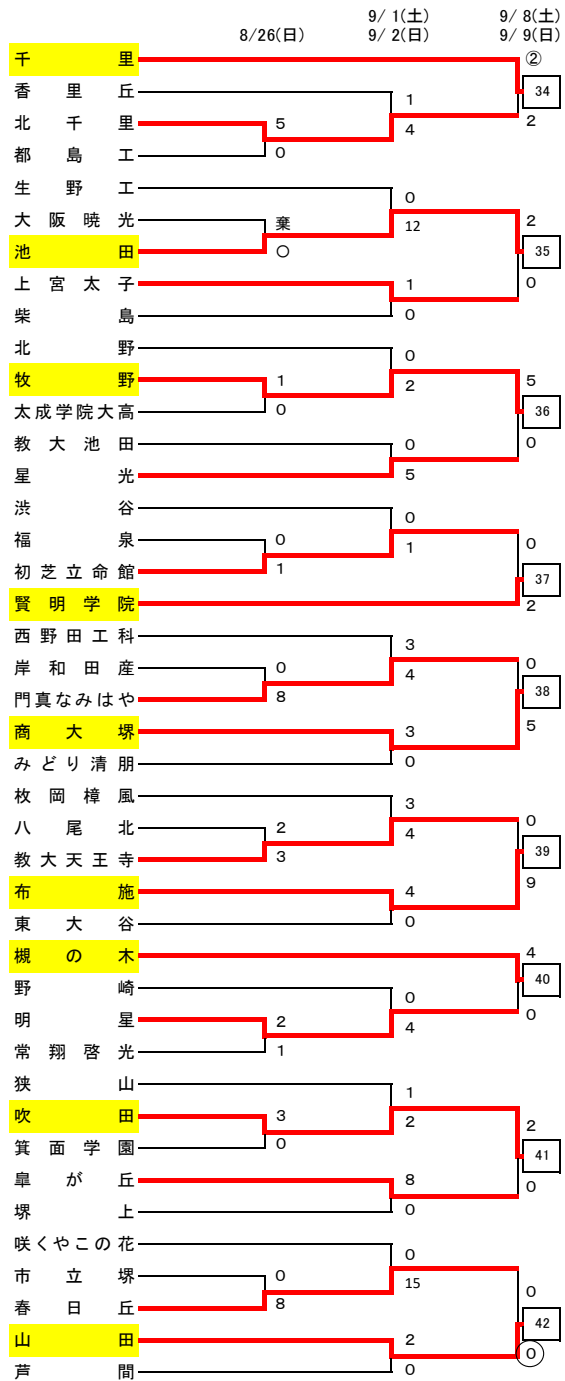 9/ 1(土) 9/ 8(土)
8/26(日) 9/ 2(日) 9/ 9(日)
千里 ②
34
香里丘 1
北千里 5 4 2
都島工 0
生野工 0
大阪暁光 棄 12 2
35
池田 〇
上宮太子 1 0
柴島 0
北野 0
牧野 1 2 5
36
太成学院大高 0
教大池田 0 0
星光 5
渋谷 0
福泉 0 1 0
初芝立命館 1
37
賢明学院 2
西野田工科 3
岸和田産 0 4 0
38
門真なみはや 8
商大堺 3 5
みどり清朋 0
枚岡樟風 3
八尾北 2 4 0
39
教大天王寺 3
布施 4 9
東大谷 0
槻の木 4
40
野崎 0
明星 2 4 0
常翔啓光 1
狭山 1
吹田 3 2 2
41
箕面学園 0
皐が丘 8 0
堺上 0
咲くやこの花 0
市立堺 0 15 0
春日丘 8
42
山田 2 0
芦間 0